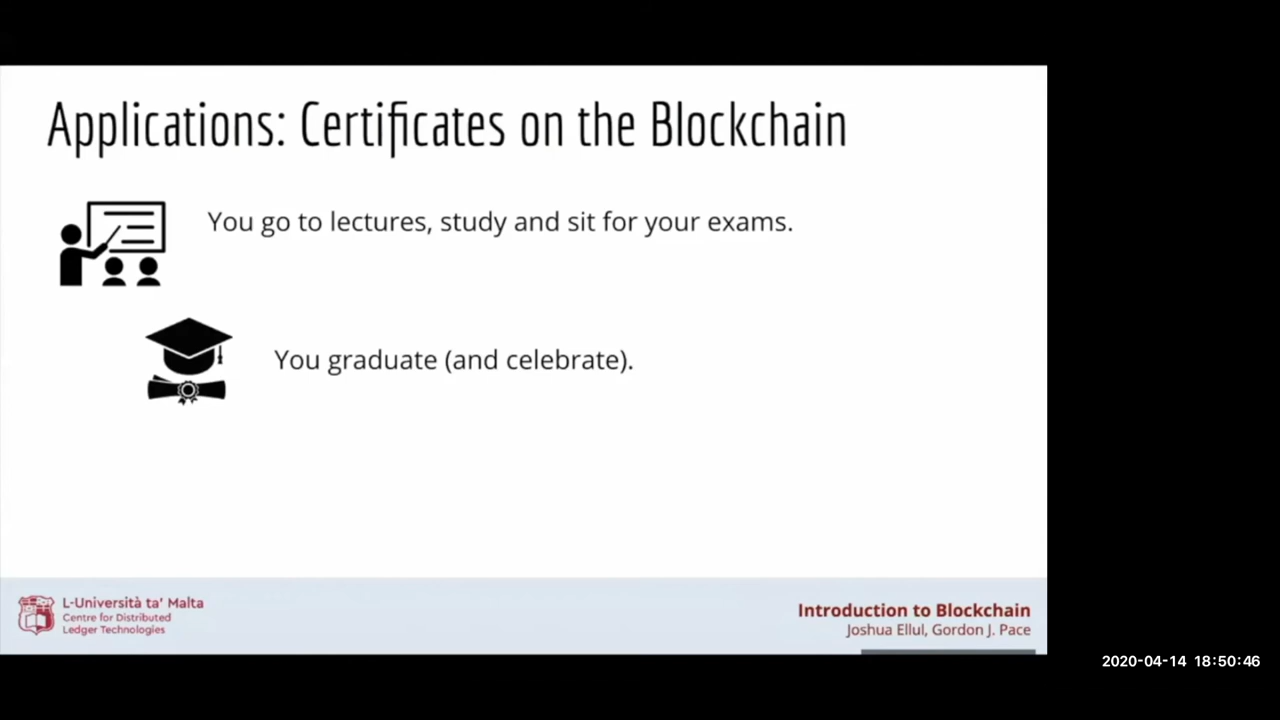 Applications: Certificates on the Blockchain
You go to lectures, study and sit for your exams.
You graduate (and celebrate).
L-Università ta' Malta
Centre for Distributed
Ledger Technologies
Introduction to Blockchain
Joshua Ellul, Gordon J. Pace
2020-04-14 18:50:46